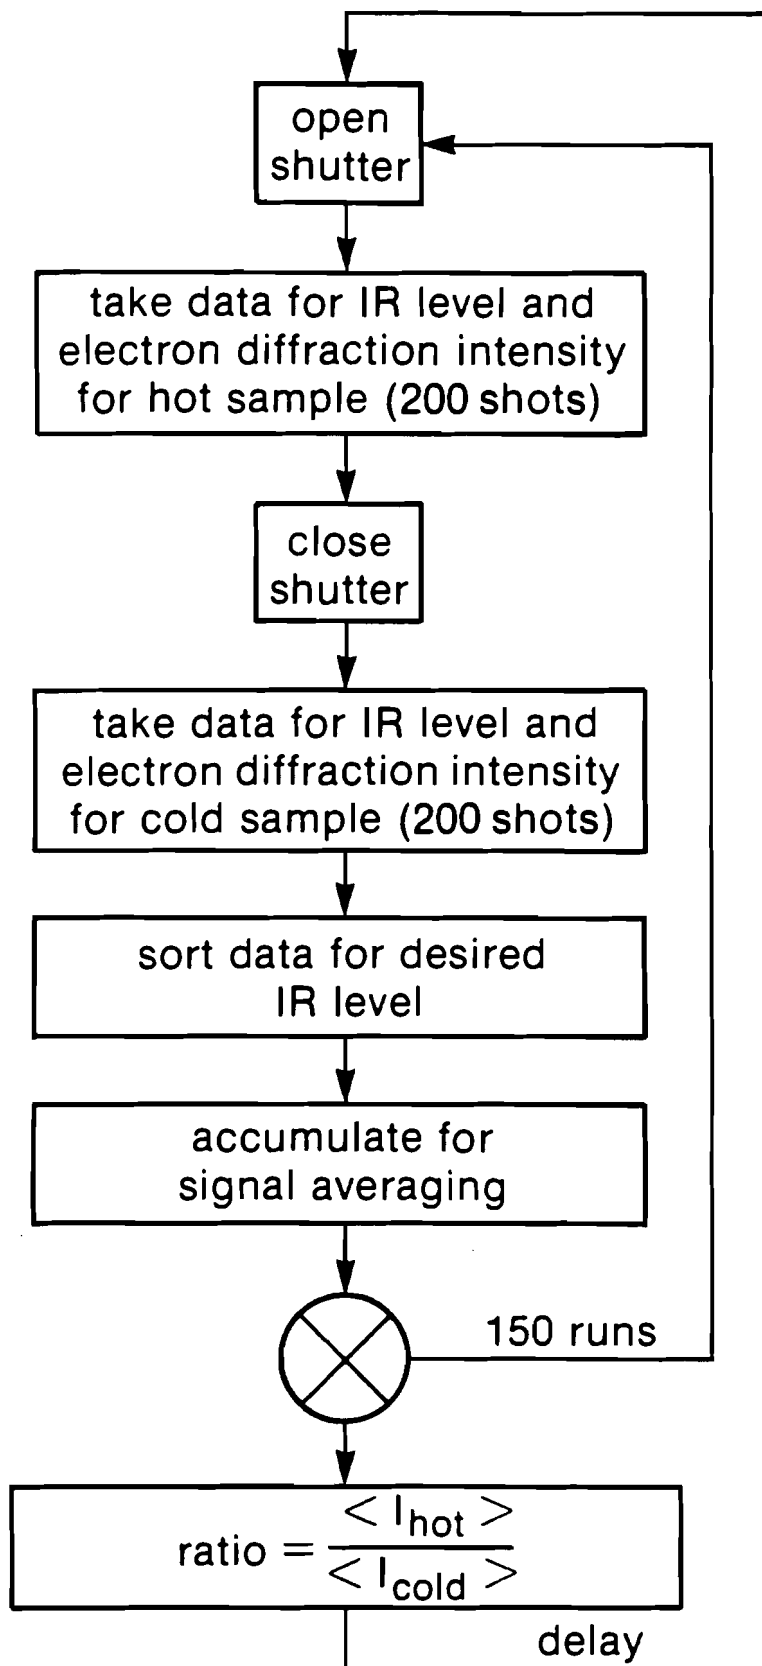 open
shutter
take data for IR level and
electron diffraction intensity
for hot sample (200 shots)
close
shutter
take data for IR level and
electron diffraction intensity
for cold sample (200 shots)
sort data for desired
IR level
accumulate for
signal averaging
150 runs
ratio = < I_hot > / < I_cold >
delay